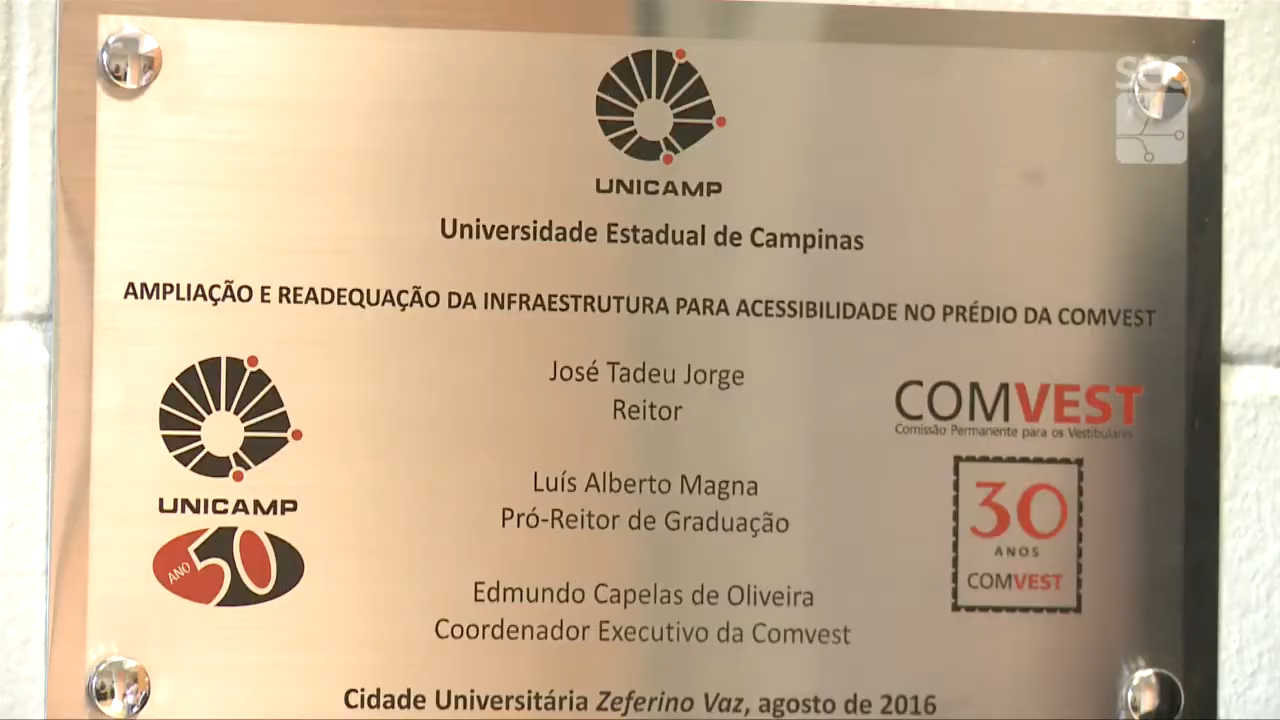 UNICAMP
Universidade Estadual de Campinas
AMPLIAÇÃO E READEQUAÇÃO DA INFRAESTRUTURA PARA ACESSIBILIDADE NO PRÉDIO DA COMVEST
José Tadeu Jorge
Reitor
Luís Alberto Magna
Pró-Reitor de Graduação
Edmundo Capelas de Oliveira
Coordenador Executivo da Comvest
UNICAMP
ANO 50
COMVEST
Comissão Permanente para os Vestibulares
30
ANOS
COMVEST
Cidade Universitária Zeferino Vaz, agosto de 2016